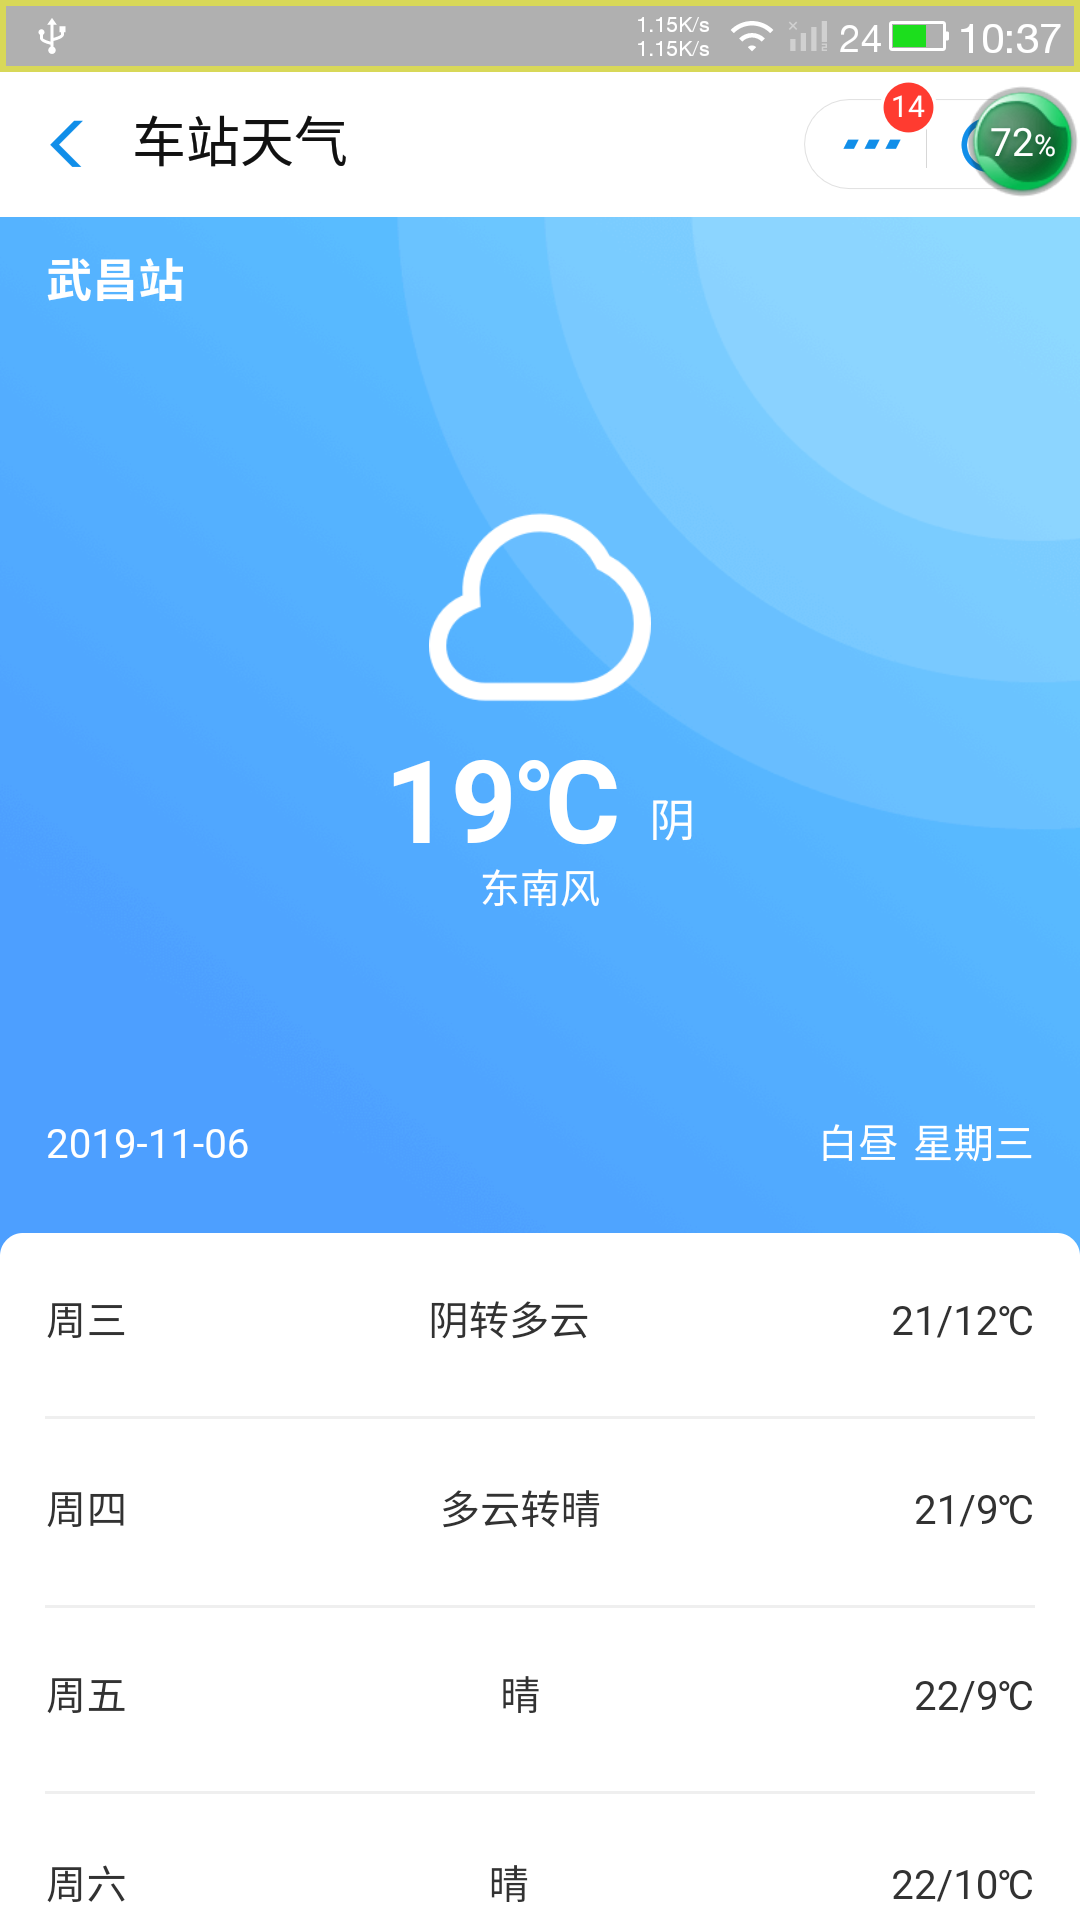 1.15K/s
1.15K/s
24
10:37
车站天气
14
72%
武昌站
19℃ 阴
东南风
2019-11-06
白昼 星期三
周三 阴转多云 21/12℃
周四 多云转晴 21/9℃
周五 晴 22/9℃
周六 晴 22/10℃